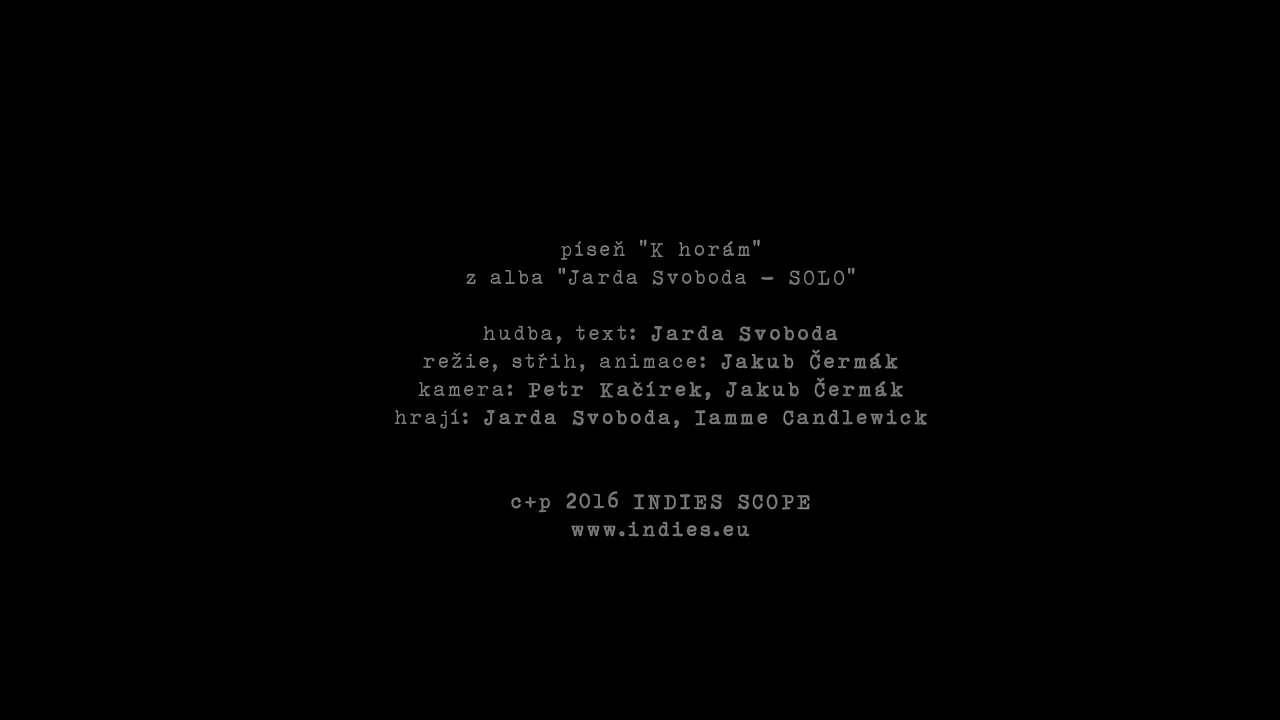 píseň "K horám"
z alba "Jarda Svoboda – SOLO"
hudba, text: Jarda Svoboda
režie, střih, animace: Jakub Čermák
kamera: Petr Kačírek, Jakub Čermák
hrají: Jarda Svoboda, Iamme Candlewick
c+p 2016 INDIES SCOPE
www.indies.eu